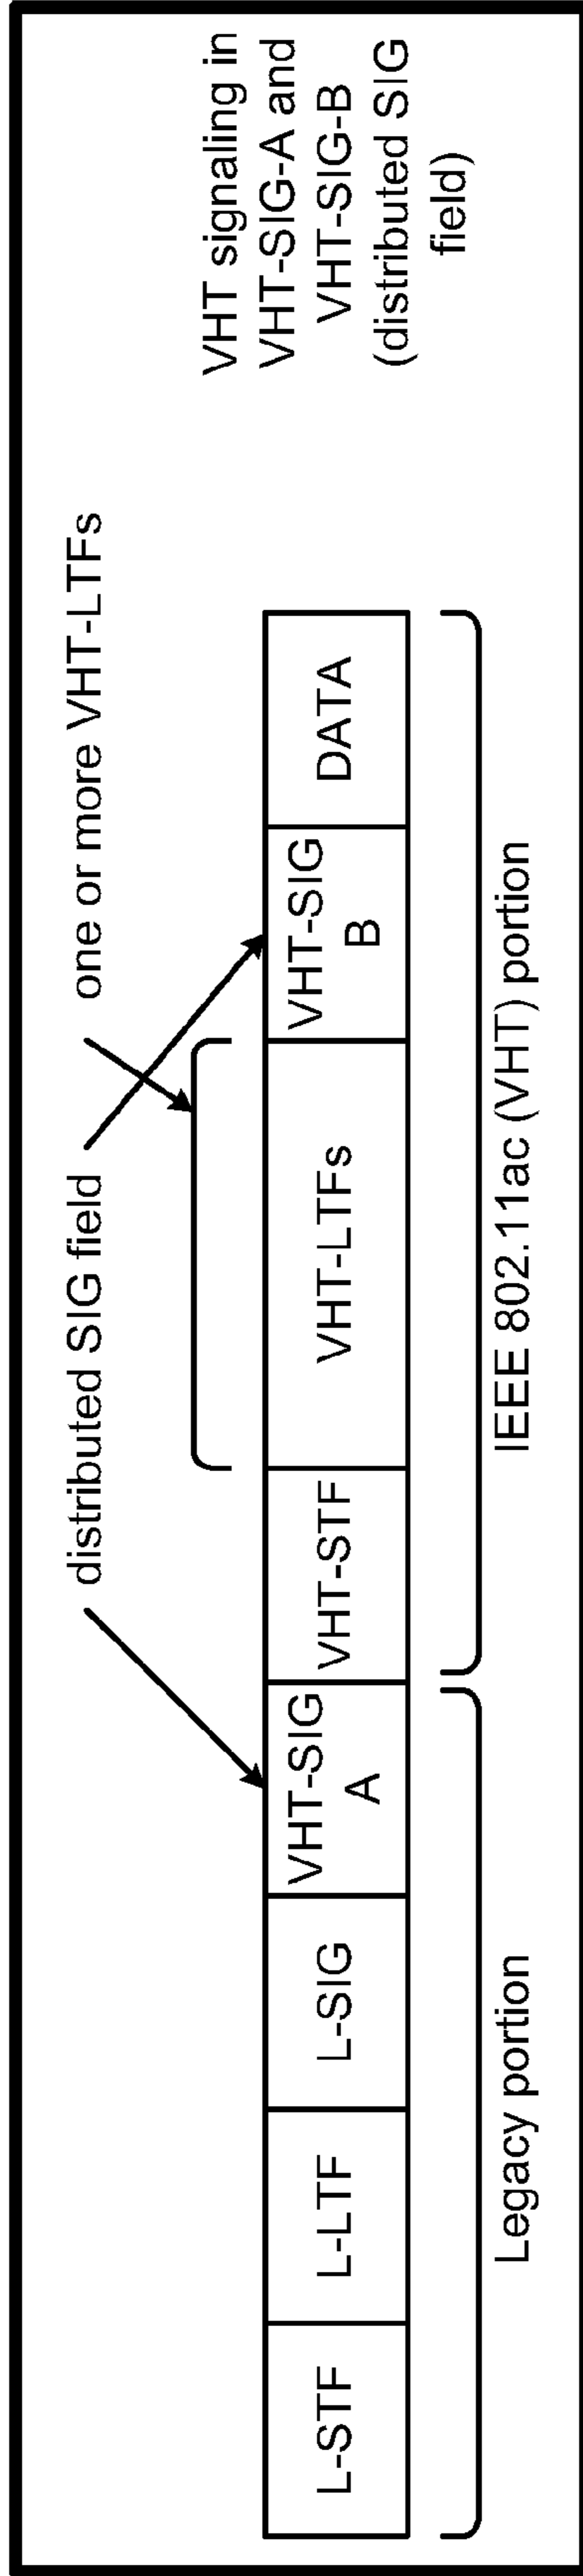 distributed SIG field
one or more VHT-LTFs
L-STF
L-LTF
L-SIG
VHT-SIG
A
VHT-STF
VHT-LTFs
VHT-SIG
B
DATA
Legacy portion
IEEE 802.11ac (VHT) portion
VHT signaling in
VHT-SIG-A and
VHT-SIG-B
(distributed SIG
field)